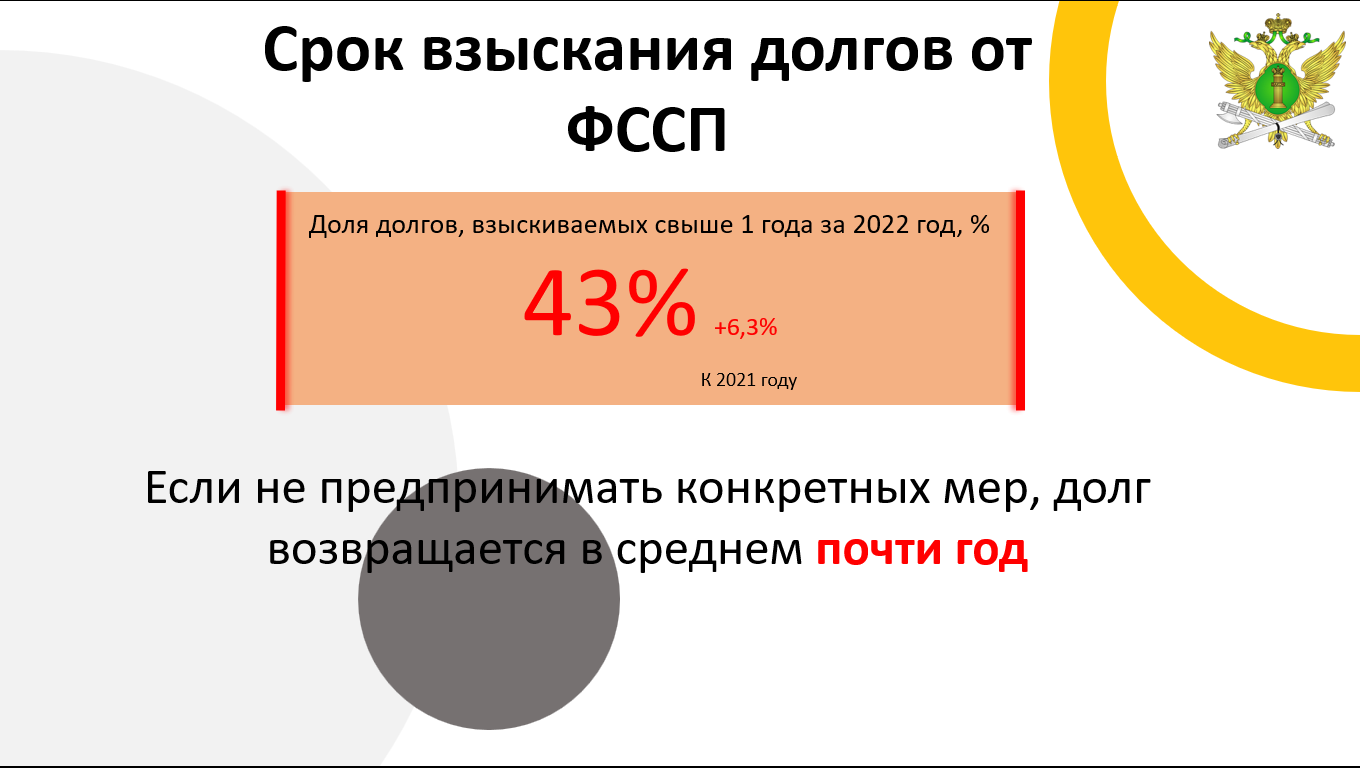 Срок взыскания долгов от
ФССП
Доля долгов, взыскиваемых свыше 1 года за 2022 год, %
43% +6,3%
К 2021 году
Если не предпринимать конкретных мер, долг
возвращается в среднем почти год